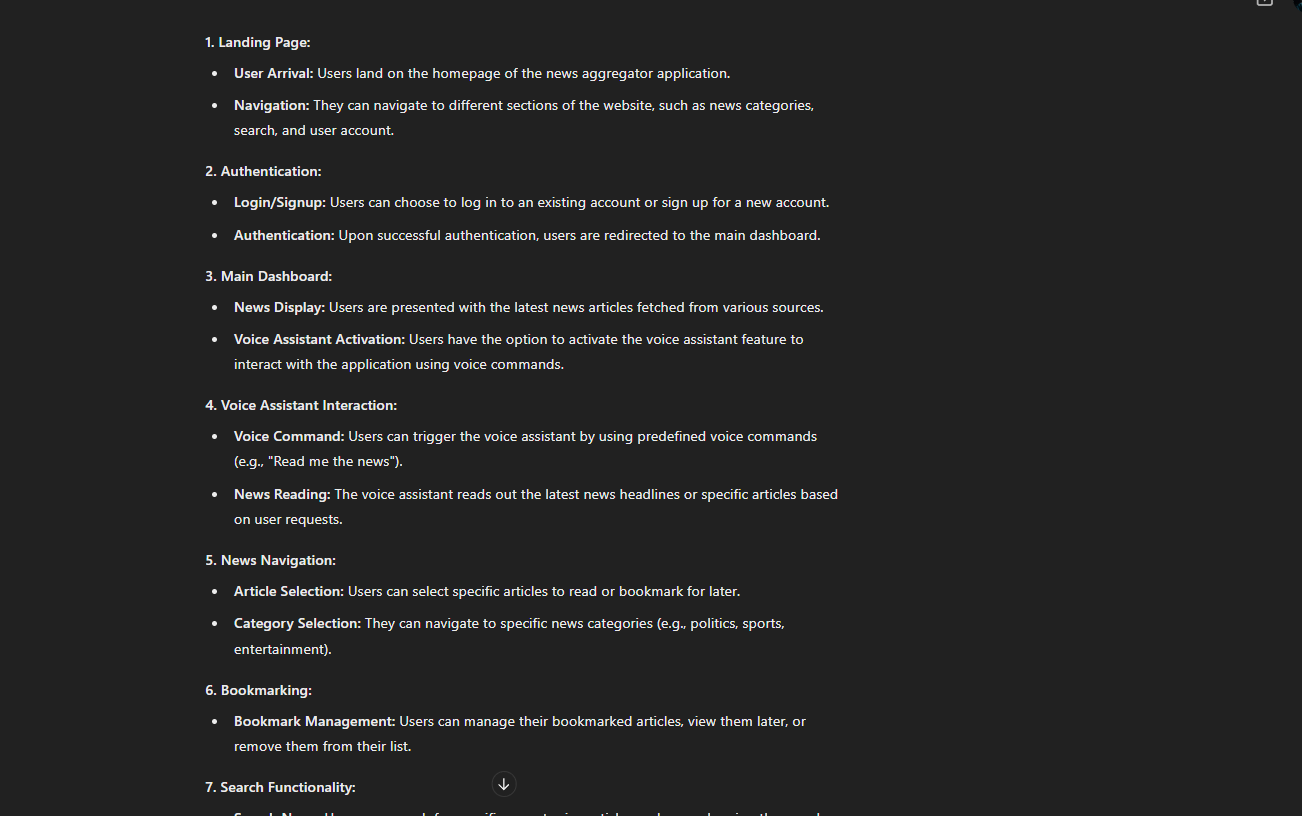 1. Landing Page:
• User Arrival: Users land on the homepage of the news aggregator application.
• Navigation: They can navigate to different sections of the website, such as news categories,
search, and user account.
2. Authentication:
• Login/Signup: Users can choose to log in to an existing account or sign up for a new account.
• Authentication: Upon successful authentication, users are redirected to the main dashboard.
3. Main Dashboard:
• News Display: Users are presented with the latest news articles fetched from various sources.
• Voice Assistant Activation: Users have the option to activate the voice assistant feature to
interact with the application using voice commands.
4. Voice Assistant Interaction:
• Voice Command: Users can trigger the voice assistant by using predefined voice commands
(e.g., "Read me the news").
• News Reading: The voice assistant reads out the latest news headlines or specific articles based
on user requests.
5. News Navigation:
• Article Selection: Users can select specific articles to read or bookmark for later.
• Category Selection: They can navigate to specific news categories (e.g., politics, sports,
entertainment).
6. Bookmarking:
• Bookmark Management: Users can manage their bookmarked articles, view them later, or
remove them from their list.
7. Search Functionality: